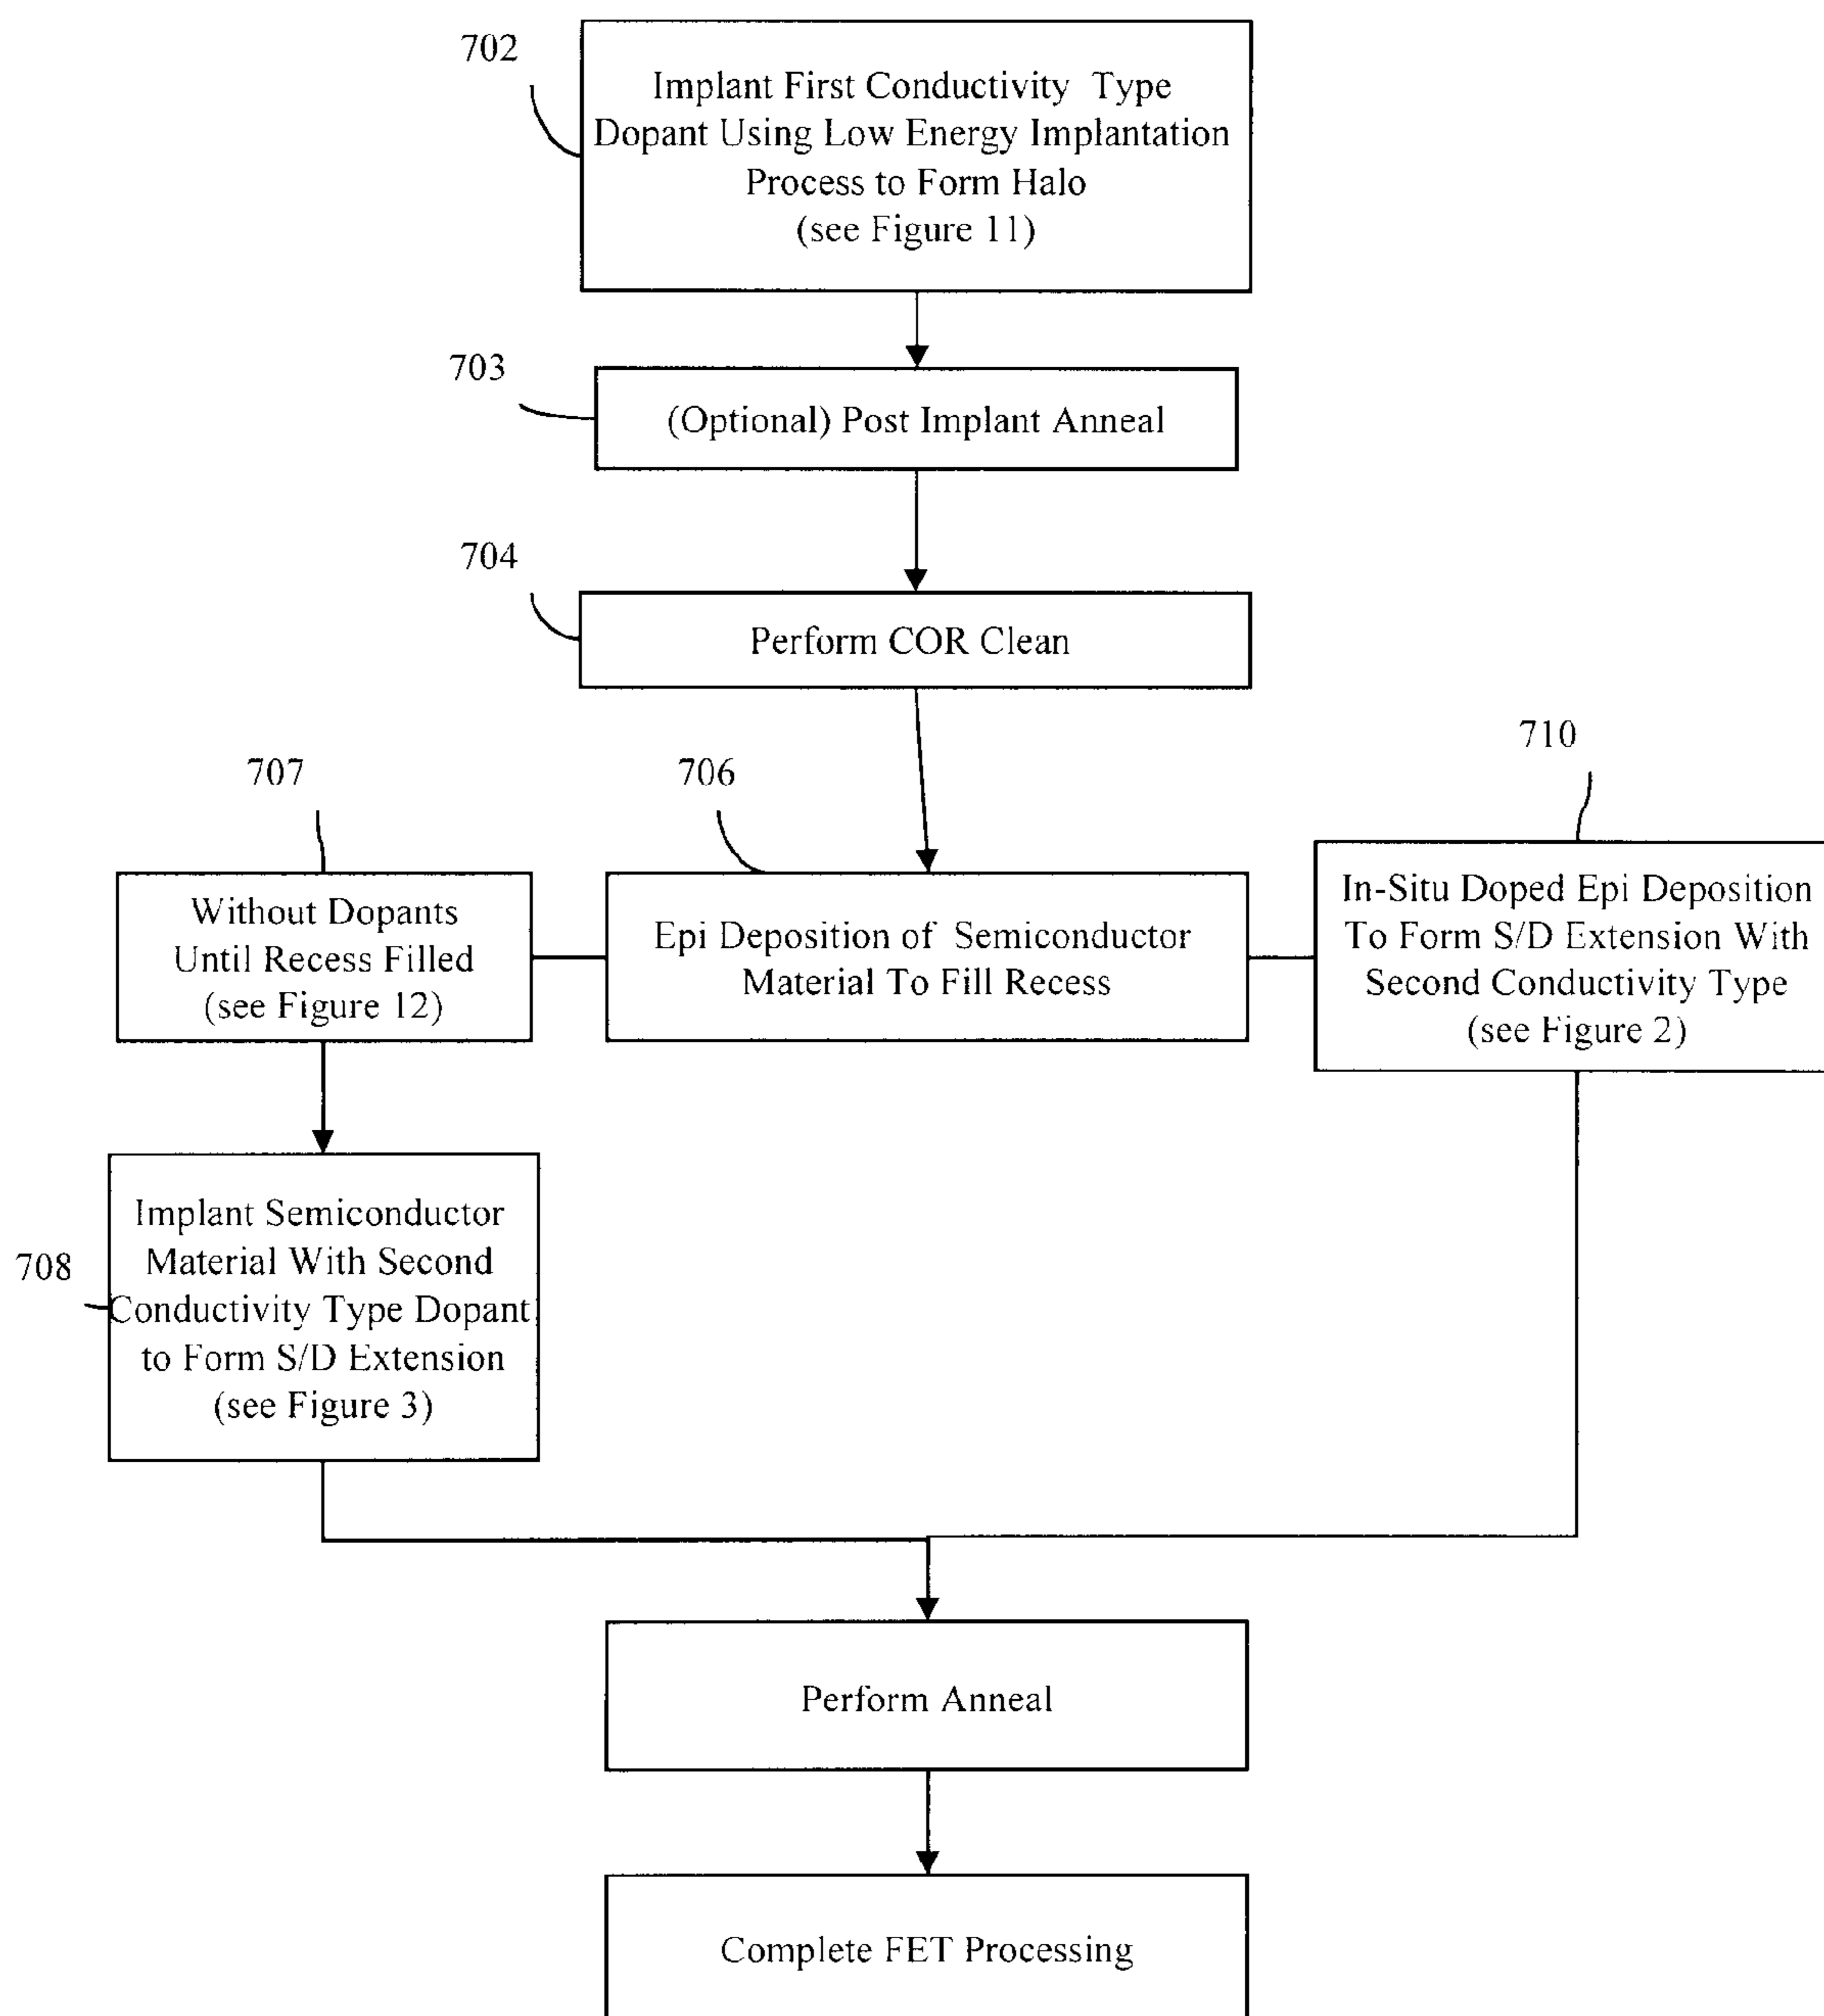 702
Implant First Conductivity Type
Dopant Using Low Energy Implantation
Process to Form Halo
(see Figure 11)
703
(Optional) Post Implant Anneal
704
Perform COR Clean
707
706
710
Without Dopants
Until Recess Filled
(see Figure 12)
Epi Deposition of Semiconductor
Material To Fill Recess
In-Situ Doped Epi Deposition
To Form S/D Extension With
Second Conductivity Type
(see Figure 2)
708
Implant Semiconductor
Material With Second
Conductivity Type Dopant
to Form S/D Extension
(see Figure 3)
Perform Anneal
Complete FET Processing